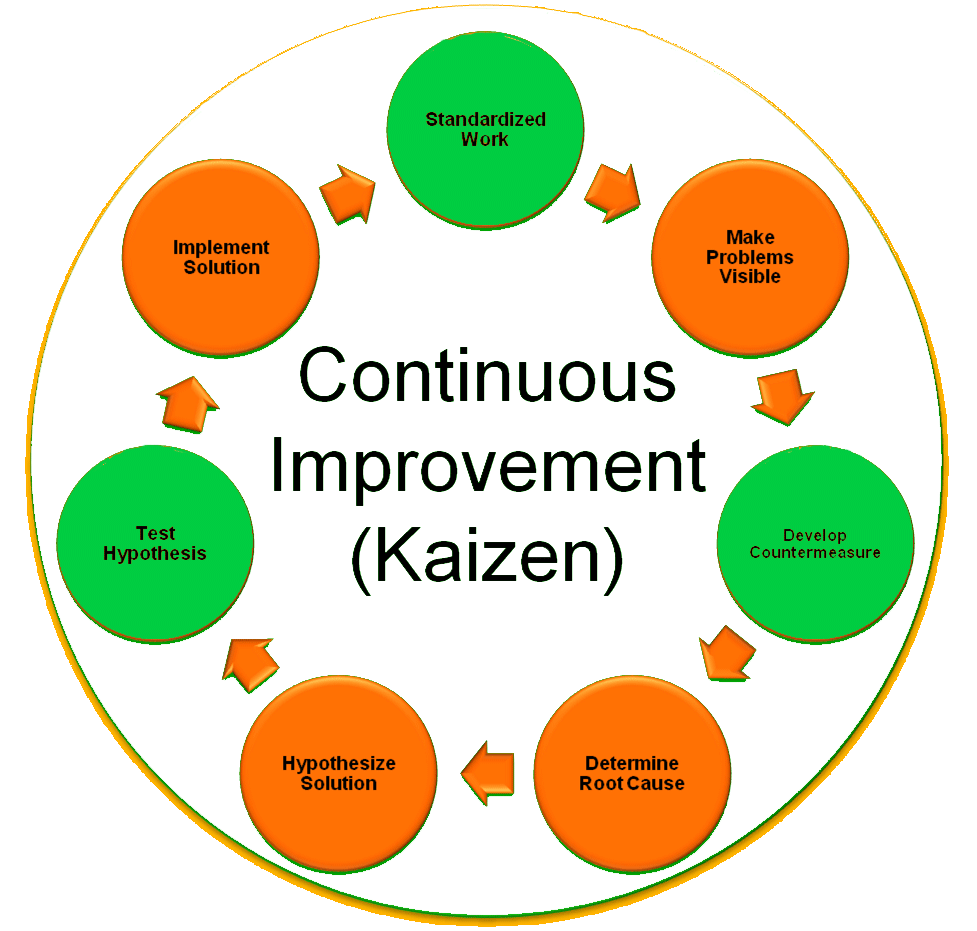 Standardized
Work
Make
Problems
Visible
Develop
Countermeasure
Determine
Root Cause
Hypothesize
Solution
Test
Hypothesis
Implement
Solution
Continuous
Improvement
(Kaizen)